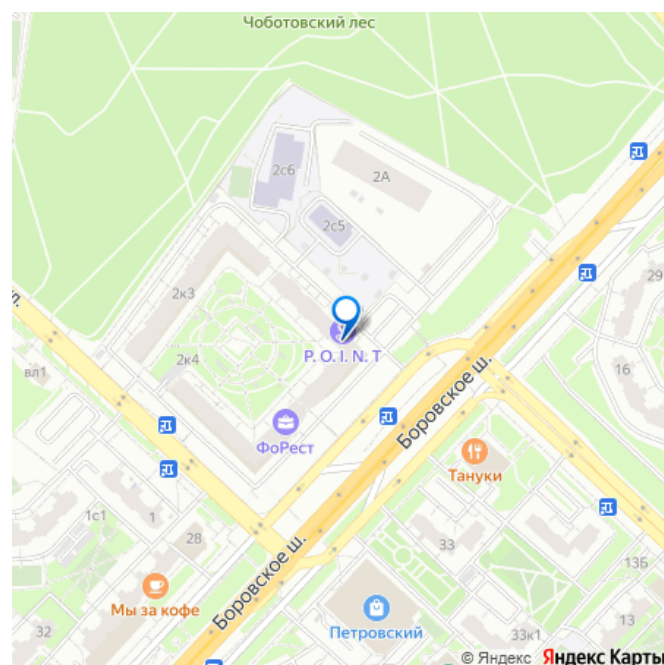 Чоботовский лес
2с6
2А
2с5
29
2к3
P. O. I. N. T
2к4
вл1
16
Боровское ш.
ФоРест
Тануки
1с1
1
28
33
13Б
Боровское ш.
Мы за кофе
32
Петровский
33к1
13
© Яндекс Яндекс Карты